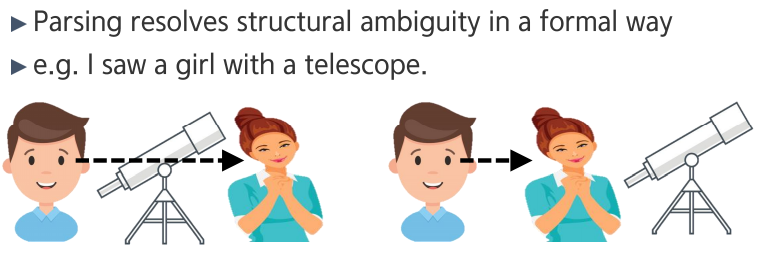 ▶ Parsing resolves structural ambiguity in a formal way
▶ e.g. I saw a girl with a telescope.